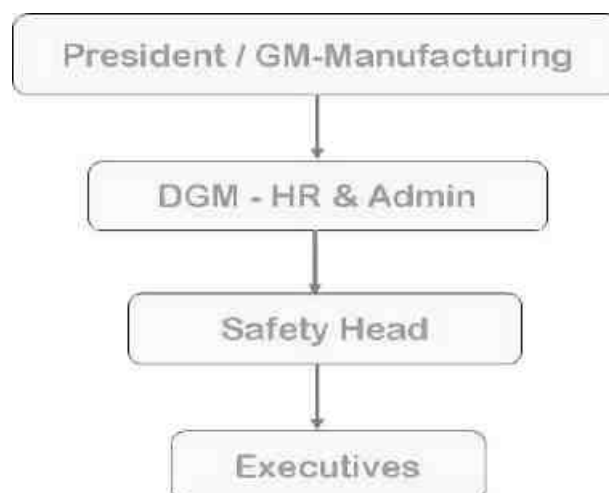 President / GM-Manufacturing
DGM - HR & Admin
Safety Head
Executives